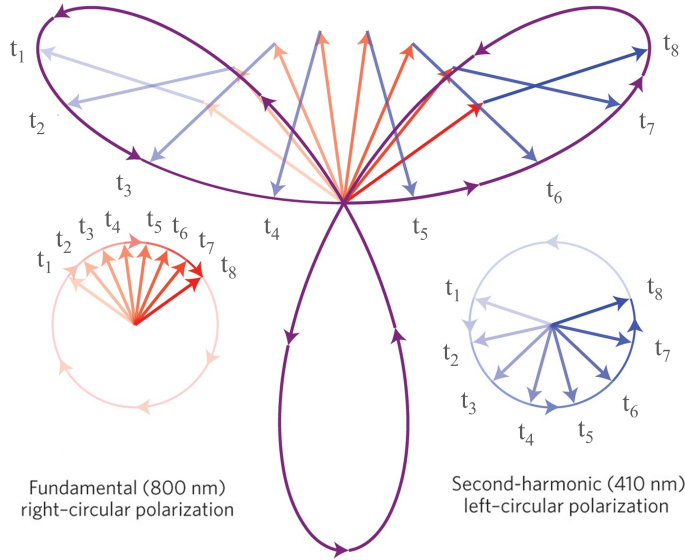 t1
t2
t3
t4
t5
t6
t7
t8
t1
t2
t3
t4
t5
t6
t7
t8
t1
t2
t3
t4
t5
t6
t7
t8
Fundamental (800 nm)
right–circular polarization
Second-harmonic (410 nm)
left–circular polarization